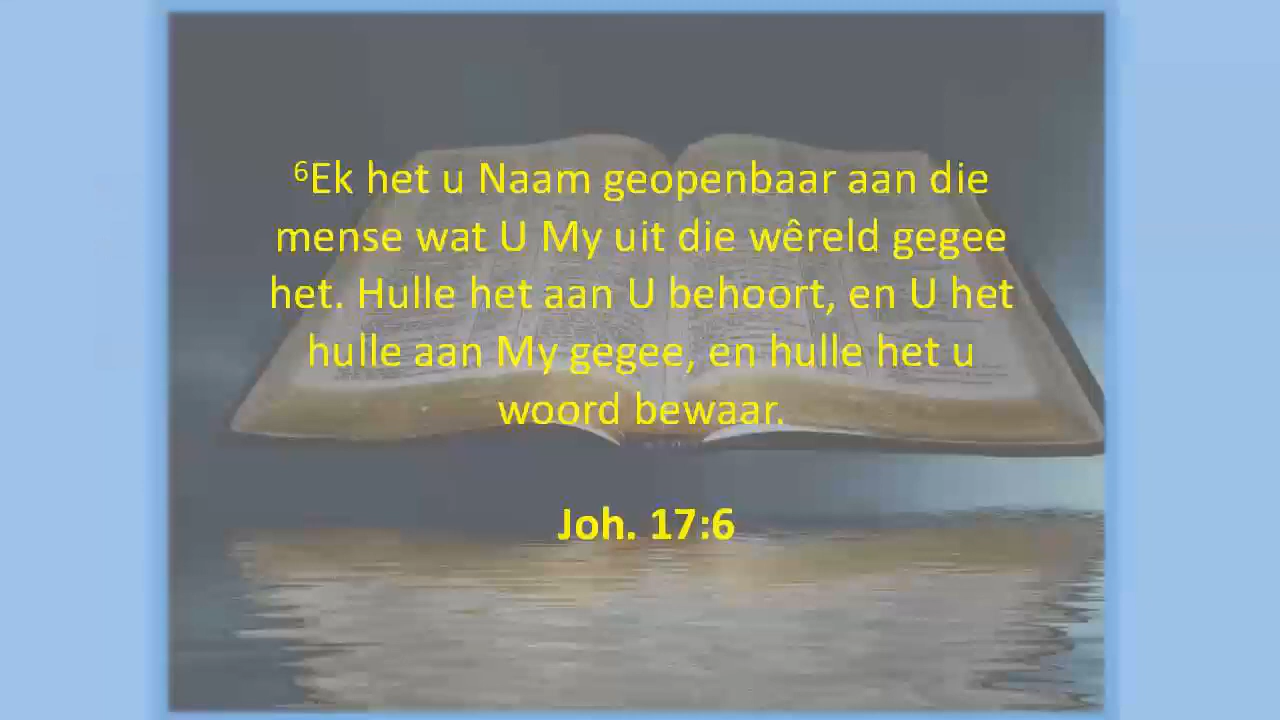 ⁶Ek het u Naam geopenbaar aan die
mense wat U My uit die wêreld gegee
het. Hulle het aan U behoort, en U het
hulle aan My gegee, en hulle het u
woord bewaar.
Joh. 17:6